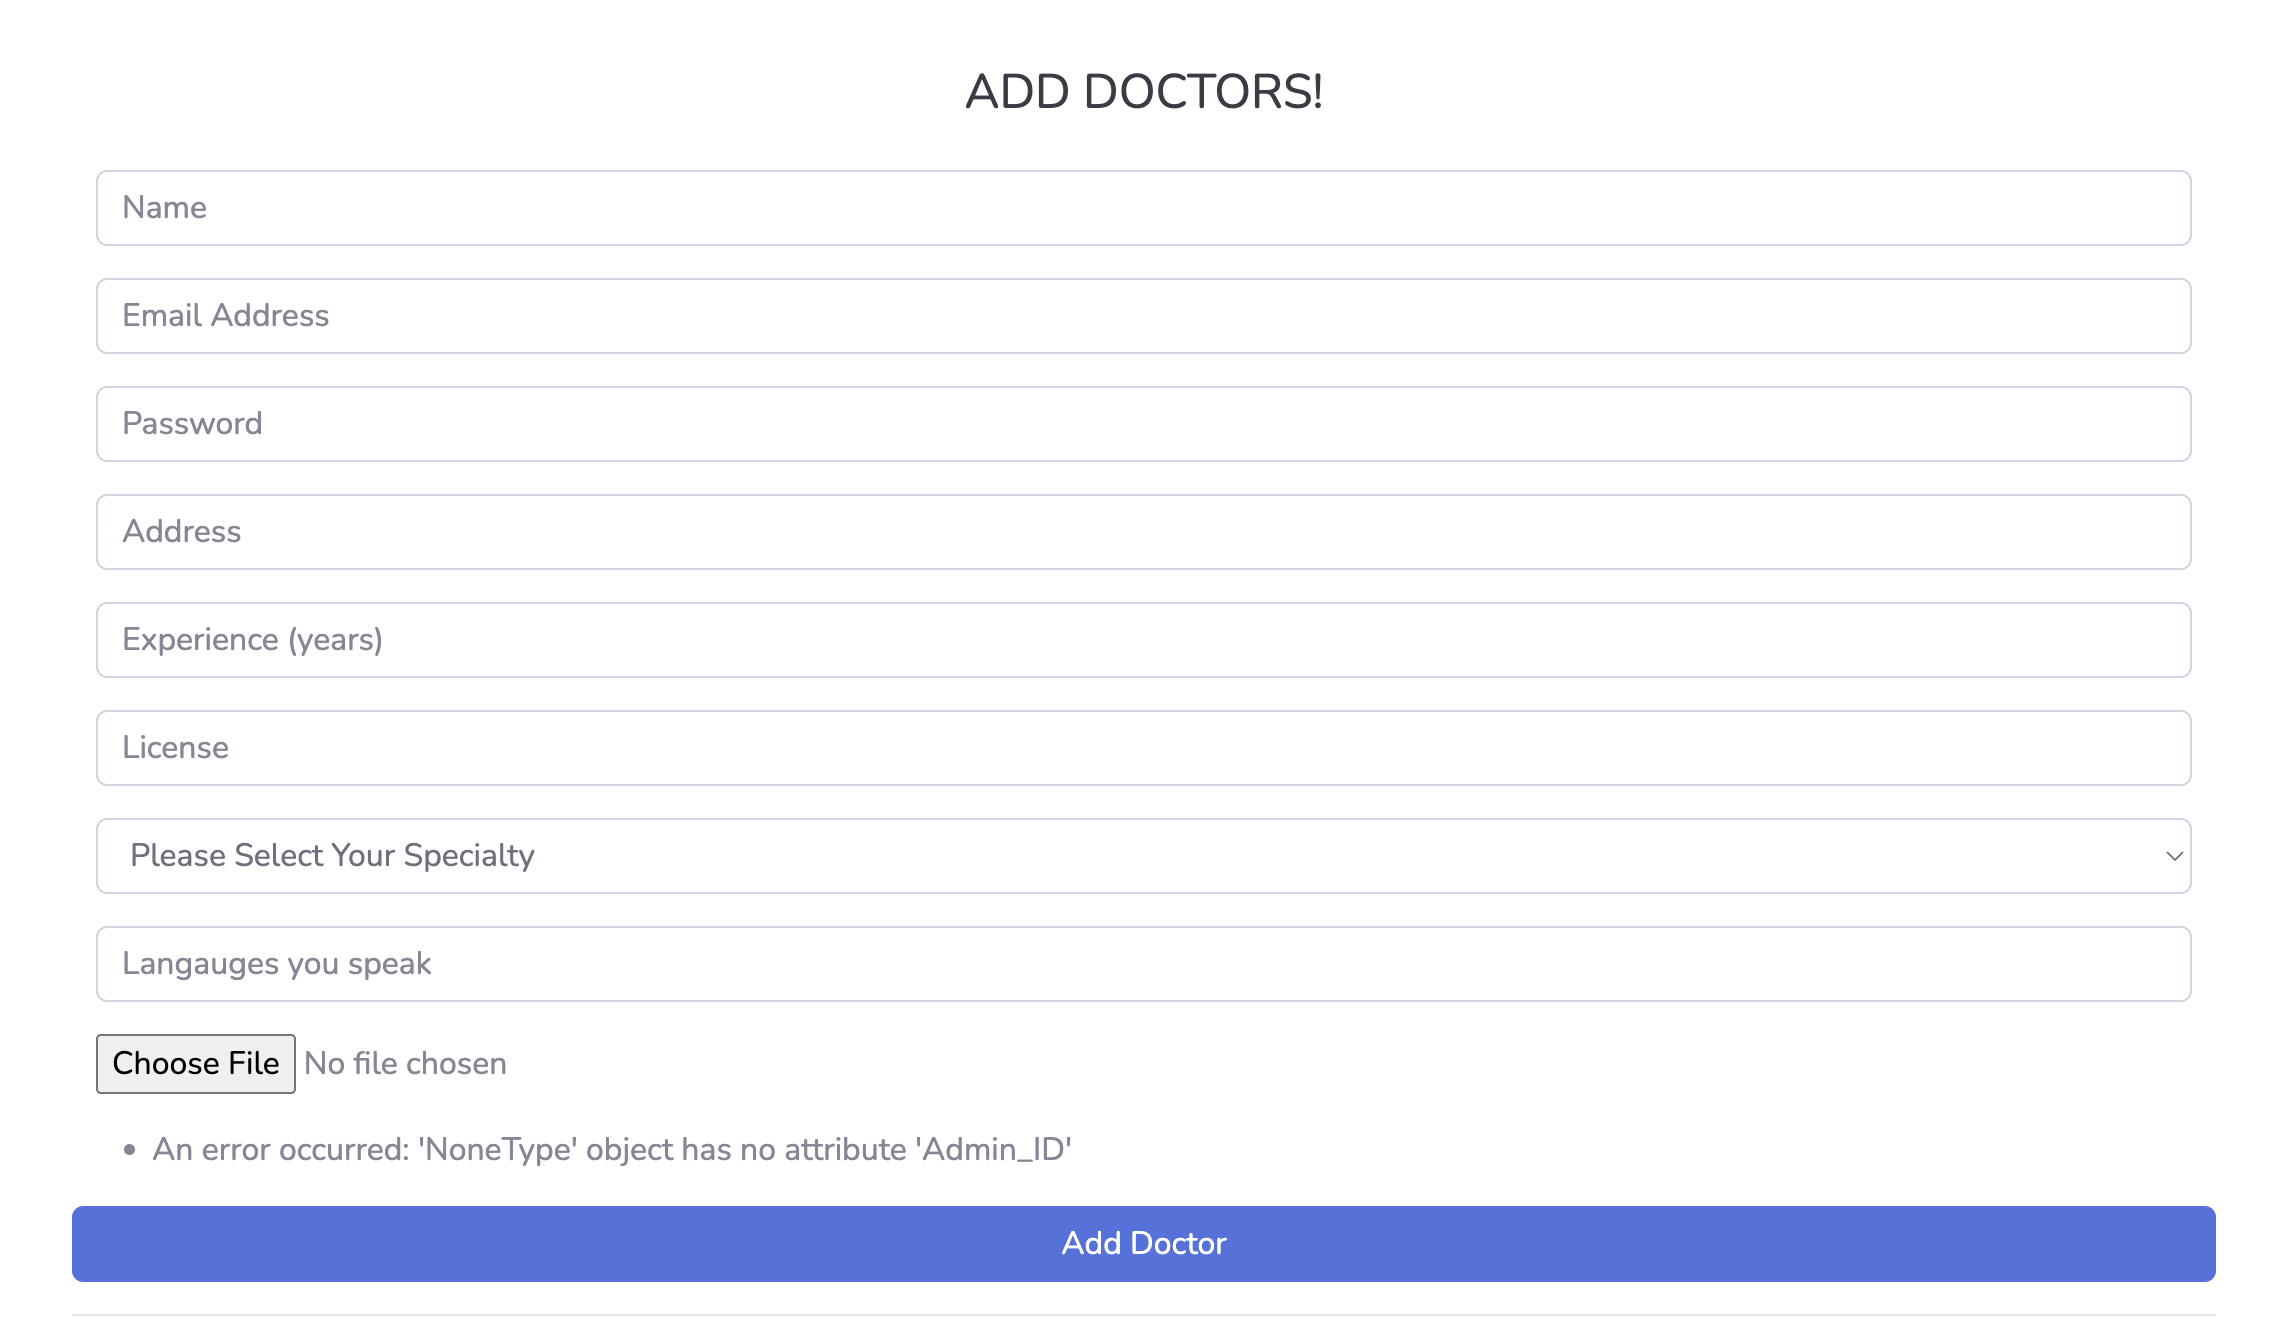 ADD DOCTORS!
Name
Email Address
Password
Address
Experience (years)
License
Please Select Your Specialty
Langauges you speak
Choose File No file chosen
• An error occurred: 'NoneType' object has no attribute 'Admin_ID'
Add Doctor